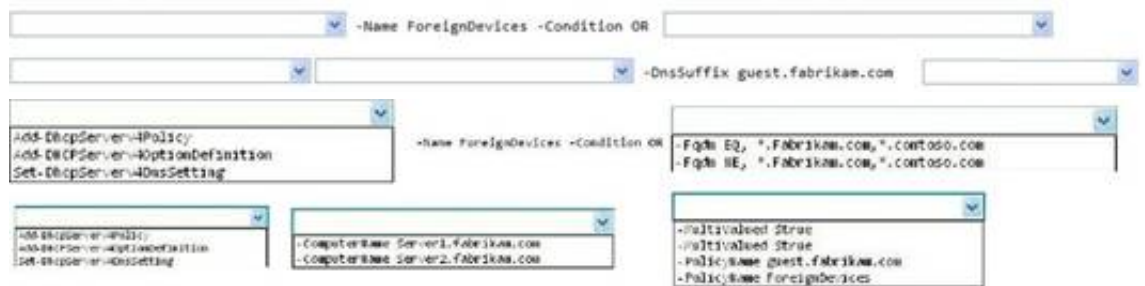 -Name ForeignDevices -Condition OR
-DnsSuffix guest.fabrikam.com
Add-DhcpServerv4Policy
Add-DHCPServerv4OptionDefinition
Set-DhcpServerv4DnsSetting
-Name ForeignDevices -Condition OR
-Fqdn EQ, *.Fabrikam.com,*.contoso.com
-Fqdn NE, *.Fabrikam.com,*.contoso.com
Add-DhcpServerv4Policy
Add-DHCPServerv4OptionDefinition
Set-DhcpServerv4DnsSetting
-ComputerName Server1.fabrikam.com
-ComputerName Server2.fabrikam.com
-MultiValued $true
-MultiValued $true
-PolicyName guest.fabrikam.com
-PolicyName ForeignDevices